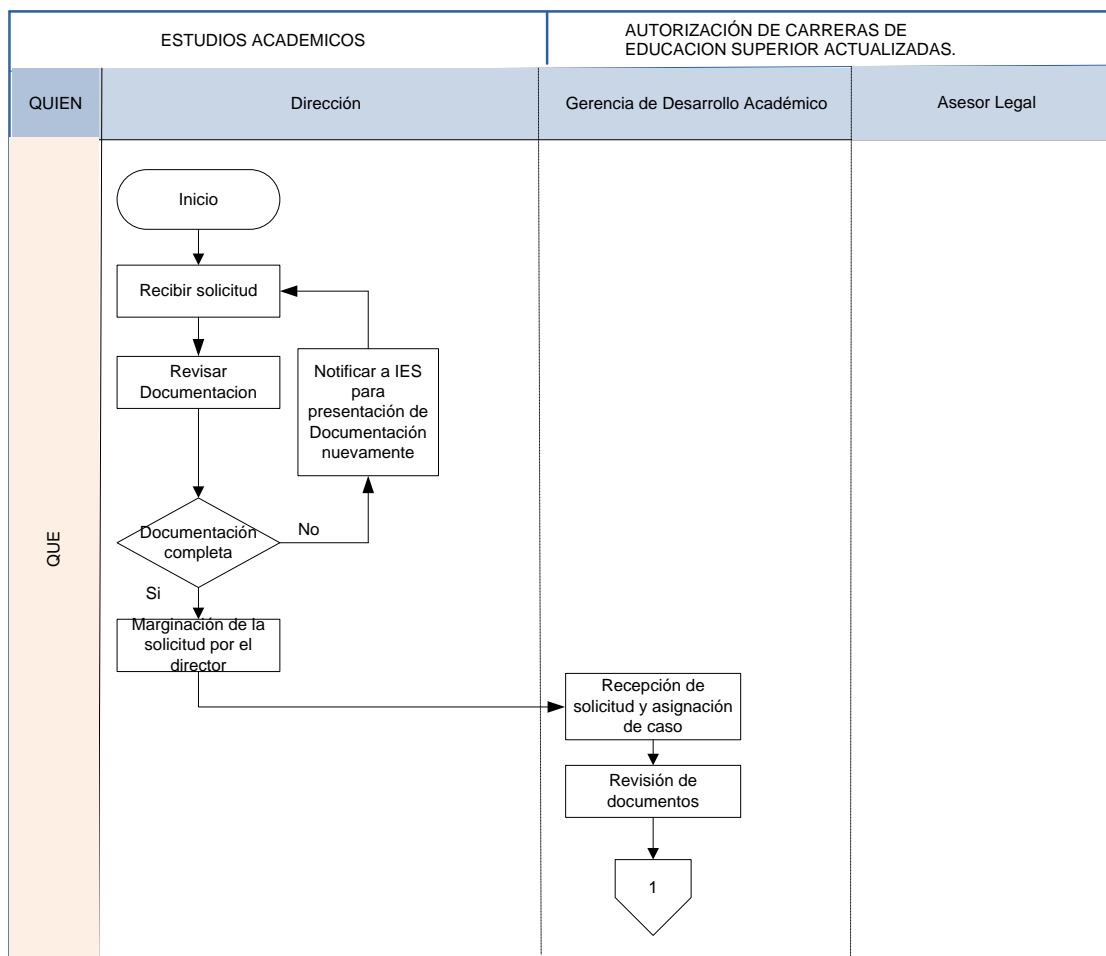 ESTUDIOS ACADEMICOS
AUTORIZACIÓN DE CARRERAS DE
EDUCACION SUPERIOR ACTUALIZADAS.
QUIEN
Dirección
Gerencia de Desarrollo Académico
Asesor Legal
QUE
Inicio
Recibir solicitud
Revisar
Documentacion
Notificar a IES
para
presentación de
Documentación
nuevamente
Documentación
completa
No
Si
Marginación de la
solicitud por el
director
Recepción de
solicitud y asignación
de caso
Revisión de
documentos
1